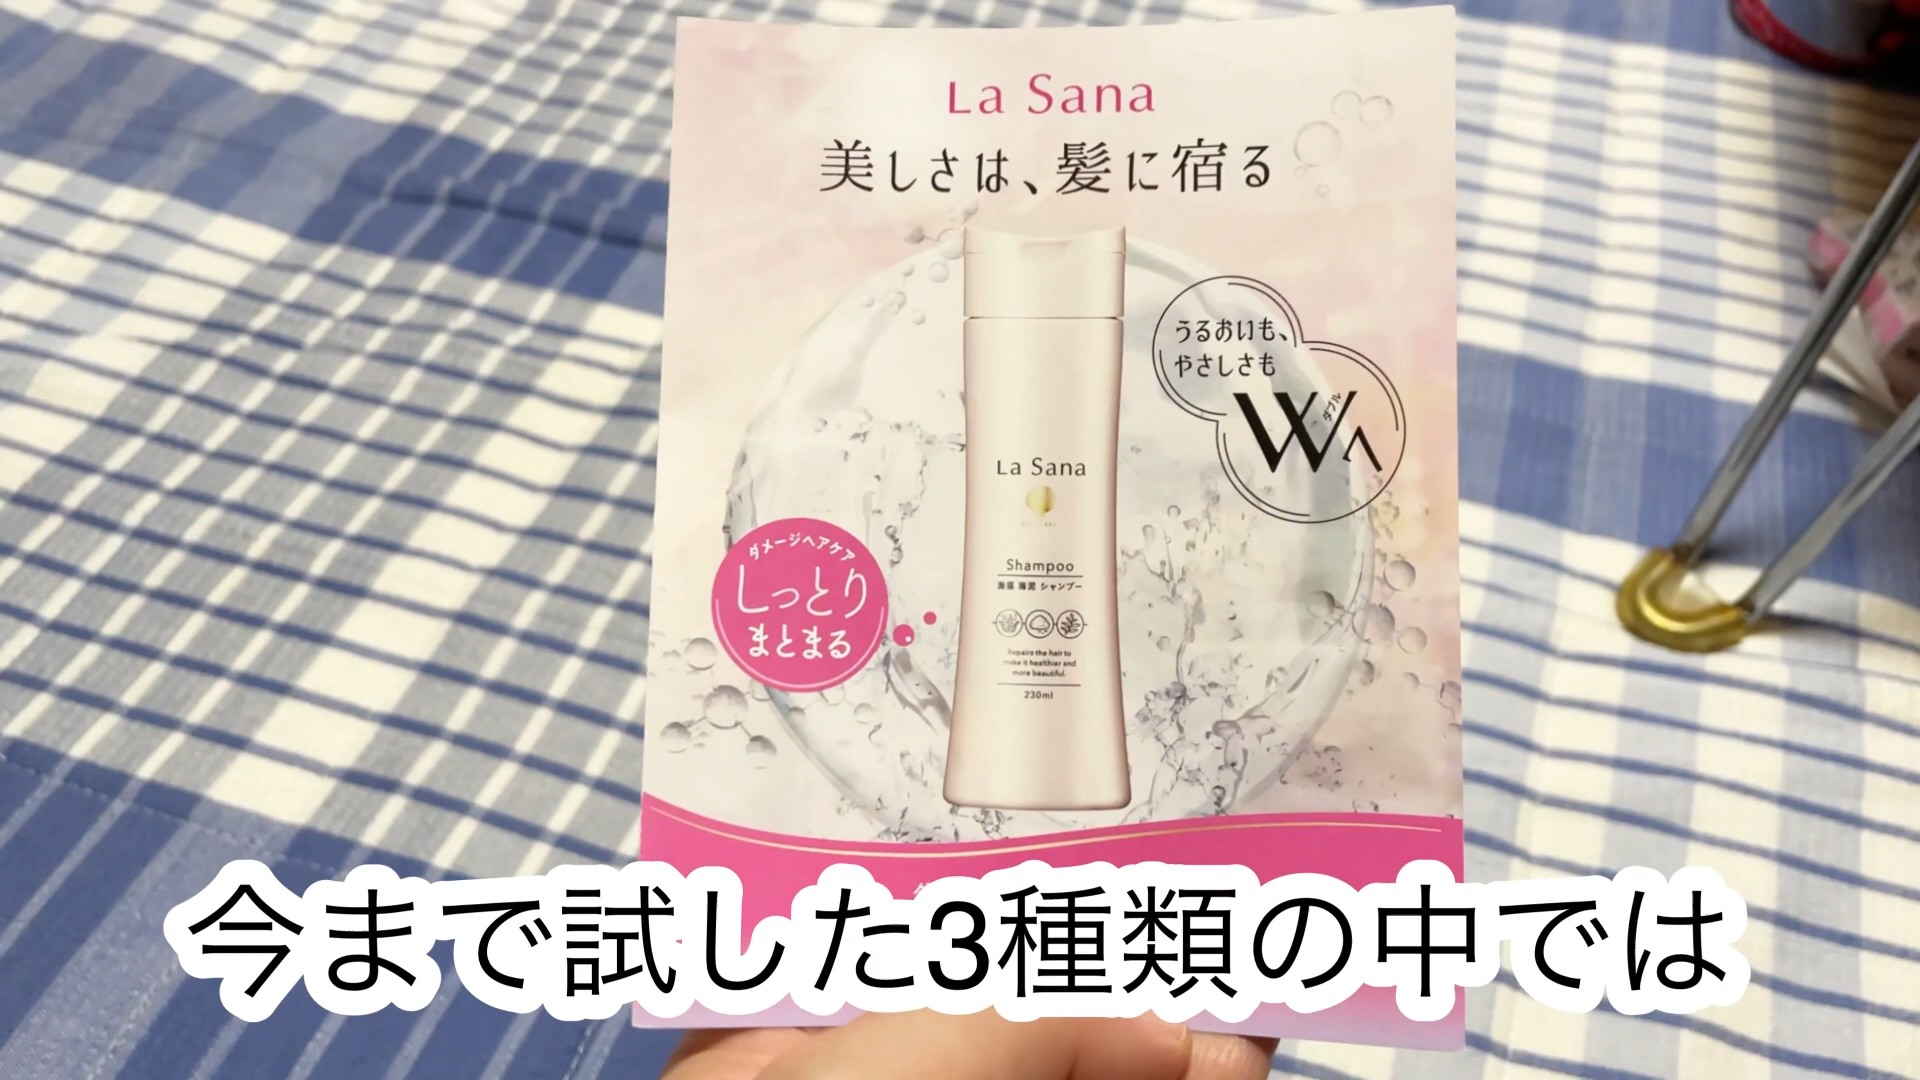 La Sana
美しさは、髪に宿る
うるおいも、
やさしさも
W
ダブル
へ
ダメージヘアケア
しっとり
まとまる
La Sana
Shampoo
海藻 海泥 シャンプー
Repairs the hair to
make it healthier and
more beautiful.
230ml
今まで試した3種類の中では